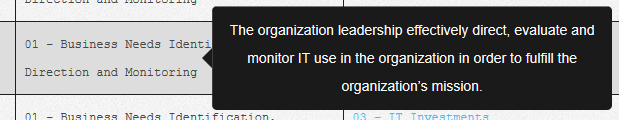 Direction and Monitoring
01 – Business Needs Identi
Direction and Monitoring
The organization leadership effectively direct, evaluate and
monitor IT use in the organization in order to fulfill the
organization's mission.
01 – Business Needs Identification,
03 – IT Investments